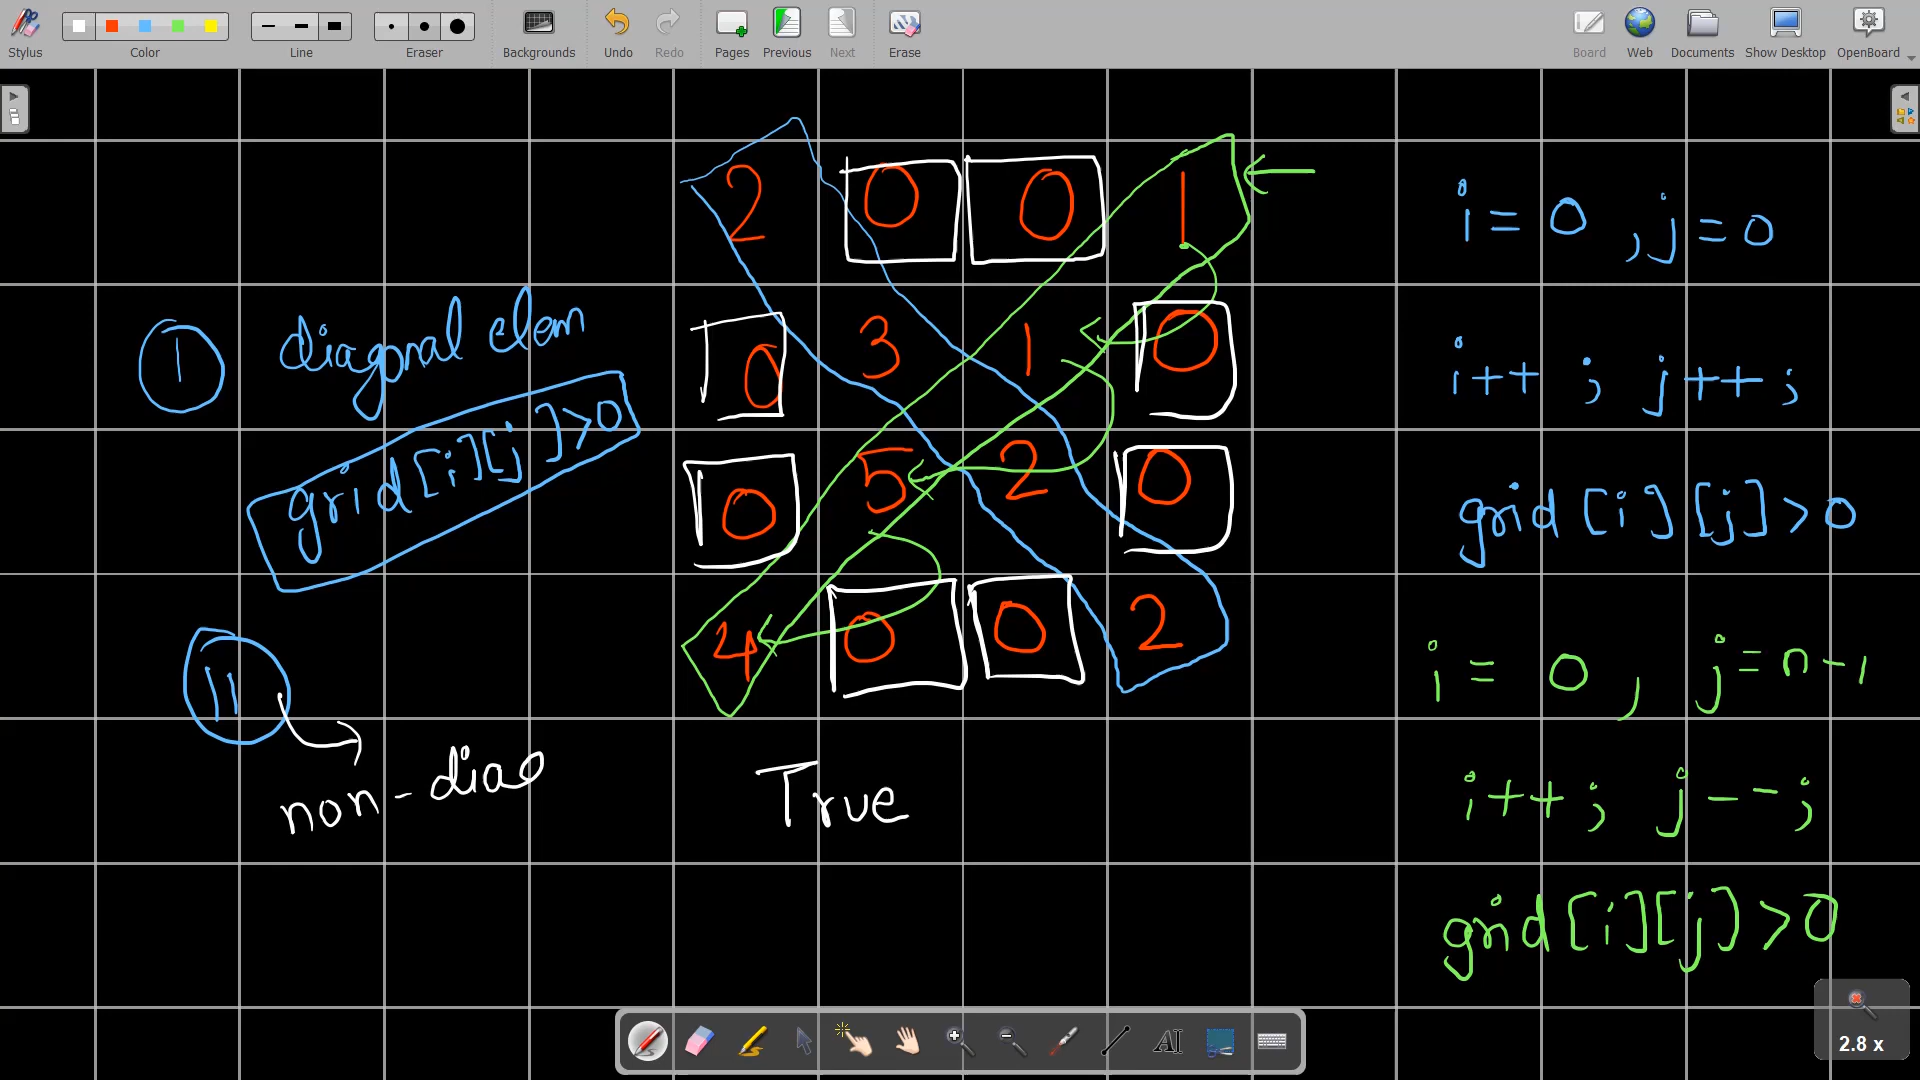 Stylus Color Line Eraser Backgrounds Undo Redo Pages Previous Next Erase Board Web Documents Show Desktop OpenBoard
2 0 0 1
0 3 1 0
0 5 2 0
4 0 0 2
1 diagonal elem
grid[i][j]>0
11
non-diag
True
i = 0 , j = 0
i++ ; j++ ;
grid [i] [j] > 0
i = 0 , j = n-1
i++ ; j-- ;
grid [i][j] > 0
AI
2.8 x